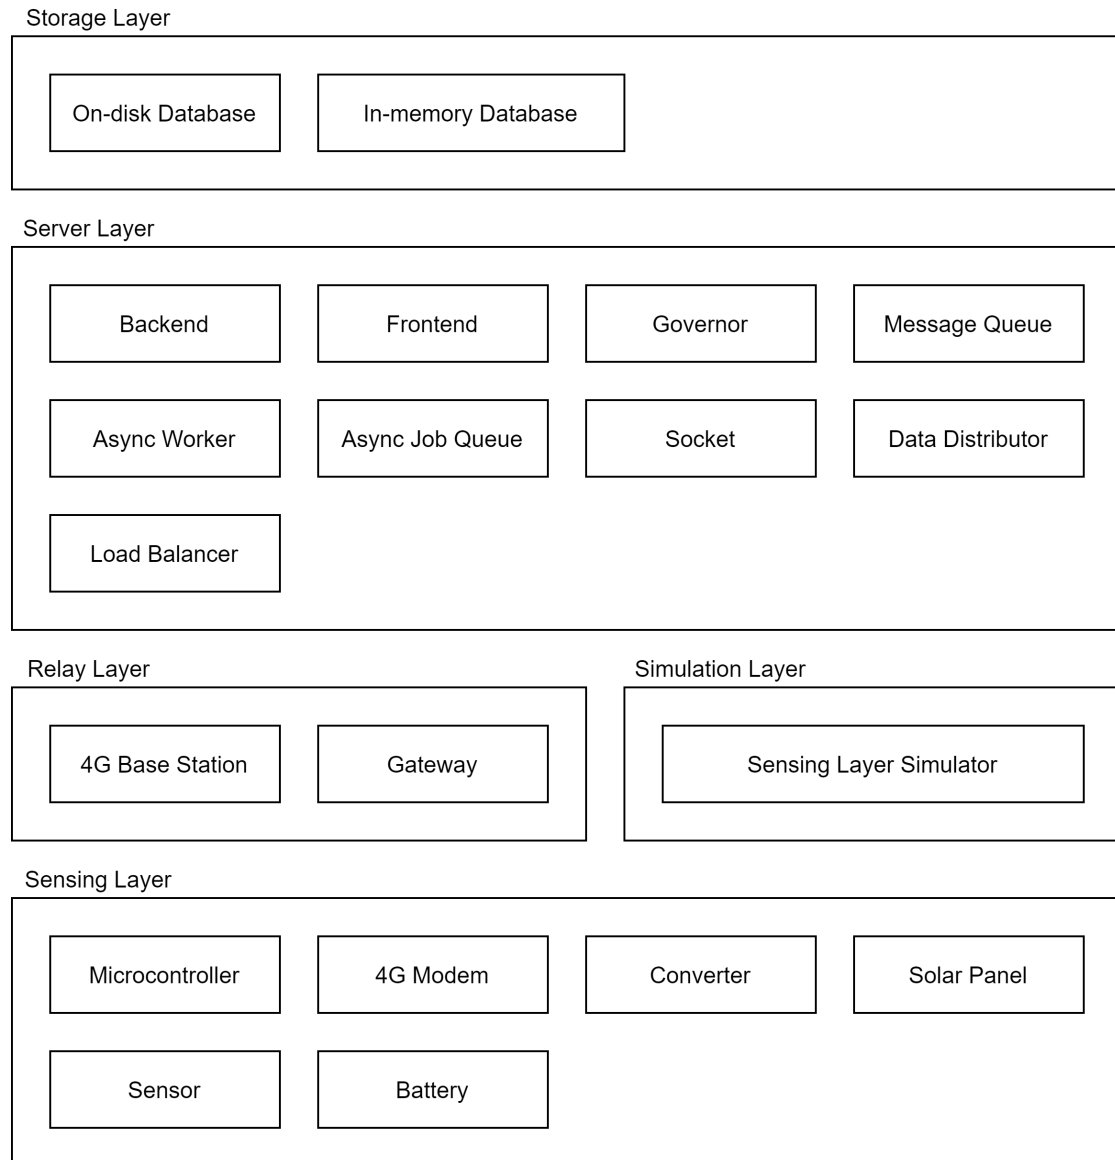 Storage Layer
On-disk Database
In-memory Database
Server Layer
Backend
Frontend
Governor
Message Queue
Async Worker
Async Job Queue
Socket
Data Distributor
Load Balancer
Relay Layer
4G Base Station
Gateway
Simulation Layer
Sensing Layer Simulator
Sensing Layer
Microcontroller
4G Modem
Converter
Solar Panel
Sensor
Battery